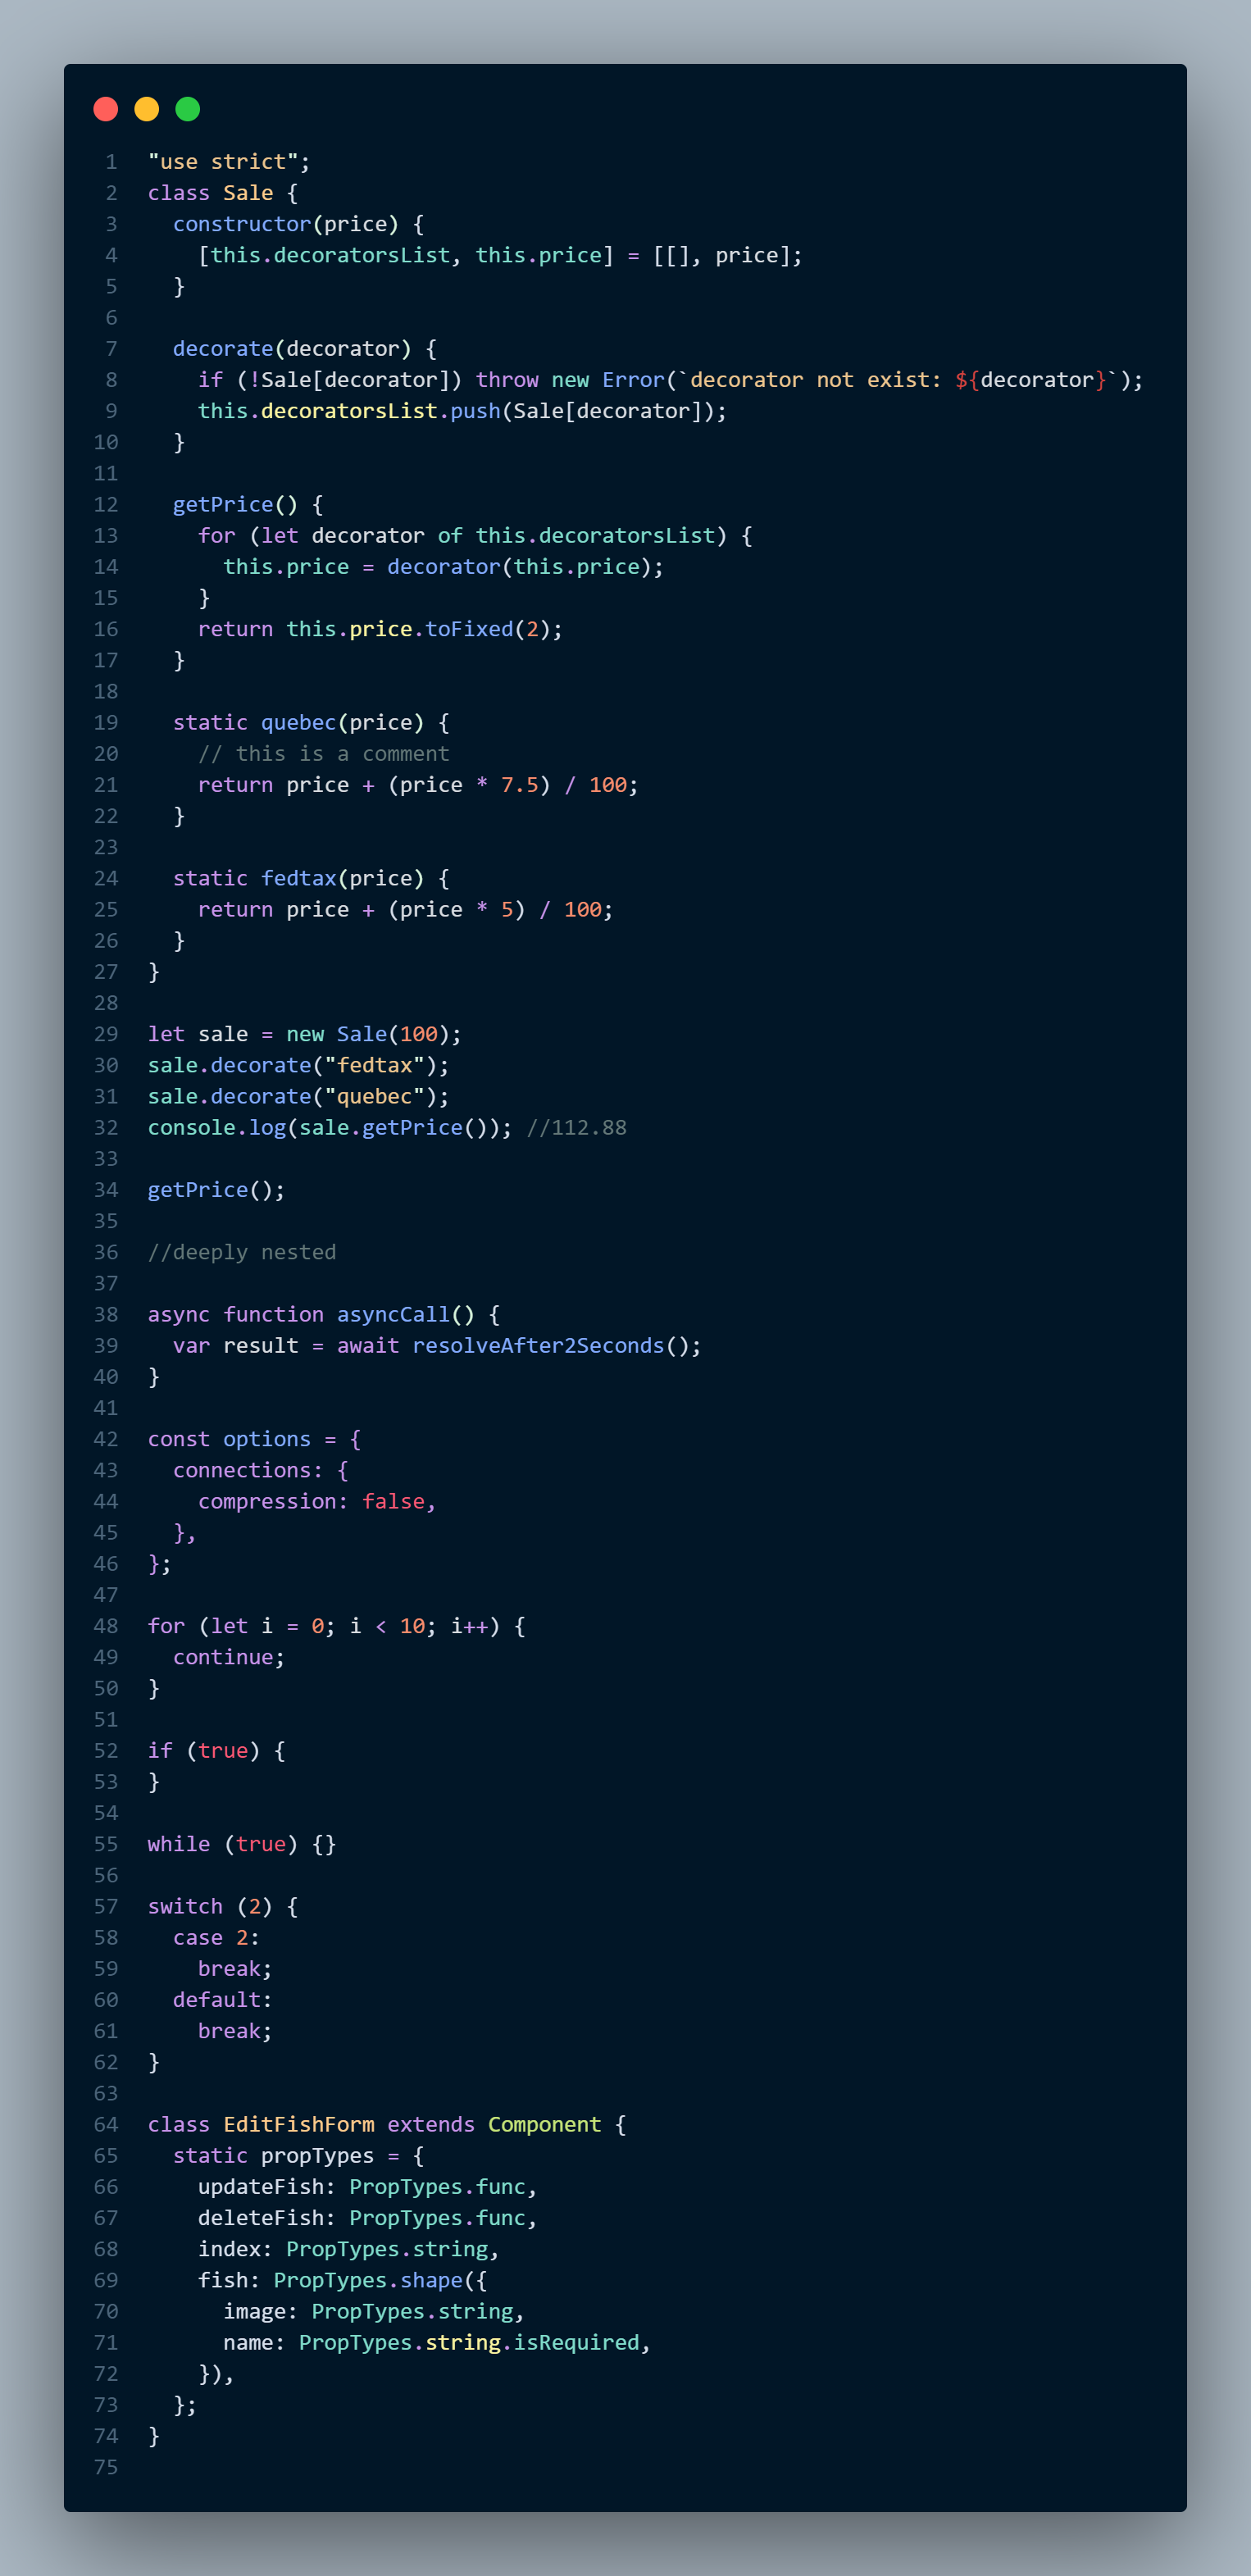 1 "use strict";
2 class Sale {
3   constructor(price) {
4     [this.decoratorsList, this.price] = [[], price];
5   }
6
7   decorate(decorator) {
8     if (!Sale[decorator]) throw new Error(`decorator not exist: ${decorator}`);
9     this.decoratorsList.push(Sale[decorator]);
10   }
11
12   getPrice() {
13     for (let decorator of this.decoratorsList) {
14       this.price = decorator(this.price);
15     }
16     return this.price.toFixed(2);
17   }
18
19   static quebec(price) {
20     // this is a comment
21     return price + (price * 7.5) / 100;
22   }
23
24   static fedtax(price) {
25     return price + (price * 5) / 100;
26   }
27 }
28
29 let sale = new Sale(100);
30 sale.decorate("fedtax");
31 sale.decorate("quebec");
32 console.log(sale.getPrice()); //112.88
33
34 getPrice();
35
36 //deeply nested
37
38 async function asyncCall() {
39   var result = await resolveAfter2Seconds();
40 }
41
42 const options = {
43   connections: {
44     compression: false,
45   },
46 };
47
48 for (let i = 0; i < 10; i++) {
49   continue;
50 }
51
52 if (true) {
53 }
54
55 while (true) {}
56
57 switch (2) {
58   case 2:
59     break;
60   default:
61     break;
62 }
63
64 class EditFishForm extends Component {
65   static propTypes = {
66     updateFish: PropTypes.func,
67     deleteFish: PropTypes.func,
68     index: PropTypes.string,
69     fish: PropTypes.shape({
70       image: PropTypes.string,
71       name: PropTypes.string.isRequired,
72     }),
73   };
74 }
75